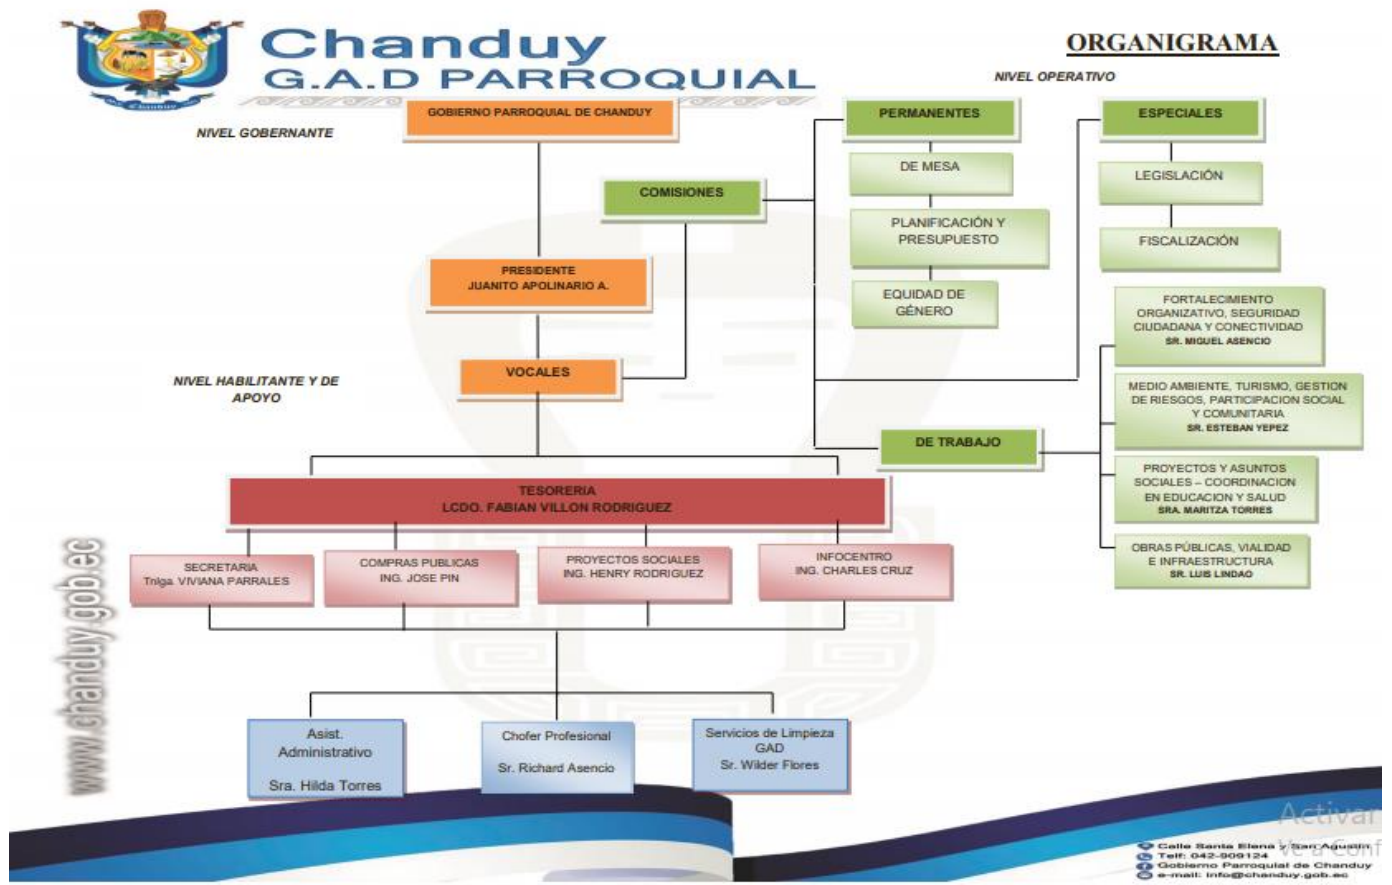 Chanduy
G.A.D PARROQUIAL
Chanduy
ORGANIGRAMA
NIVEL OPERATIVO
NIVEL GOBERNANTE
GOBIERNO PARROQUIAL DE CHANDUY
PERMANENTES
ESPECIALES
DE MESA
LEGISLACIÓN
COMISIONES
PLANIFICACIÓN Y
PRESUPUESTO
FISCALIZACIÓN
PRESIDENTE
JUANITO APOLINARIO A.
EQUIDAD DE
GÉNERO
FORTALECIMIENTO
ORGANIZATIVO, SEGURIDAD
CIUDADANA Y CONECTIVIDAD
SR. MIGUEL ASENCIO
VOCALES
NIVEL HABILITANTE Y DE
APOYO
MEDIO AMBIENTE, TURISMO, GESTION
DE RIESGOS, PARTICIPACION SOCIAL
Y COMUNITARIA
SR. ESTEBAN YEPEZ
DE TRABAJO
PROYECTOS Y ASUNTOS
SOCIALES – COORDINACION
EN EDUCACION Y SALUD
SRA. MARITZA TORRES
TESORERIA
LCDO. FABIAN VILLON RODRIGUEZ
OBRAS PÚBLICAS, VIALIDAD
E INFRAESTRUCTURA
SR. LUIS LINDAO
SECRETARIA
Tnlga. VIVIANA PARRALES
COMPRAS PUBLICAS
ING. JOSE PIN
PROYECTOS SOCIALES
ING. HENRY RODRIGUEZ
INFOCENTRO
ING. CHARLES CRUZ
www.chanduy.gob.ec
Asist.
Administrativo
Sra. Hilda Torres
Chofer Profesional
Sr. Richard Asencio
Servicios de Limpieza
GAD
Sr. Wilder Flores
Activar
Ve a Conf
Calle Santa Elena y San Agustin
Telf: 042-909124
Gobierno Parroquial de Chanduy
e-mail: info@chanduy.gob.ec